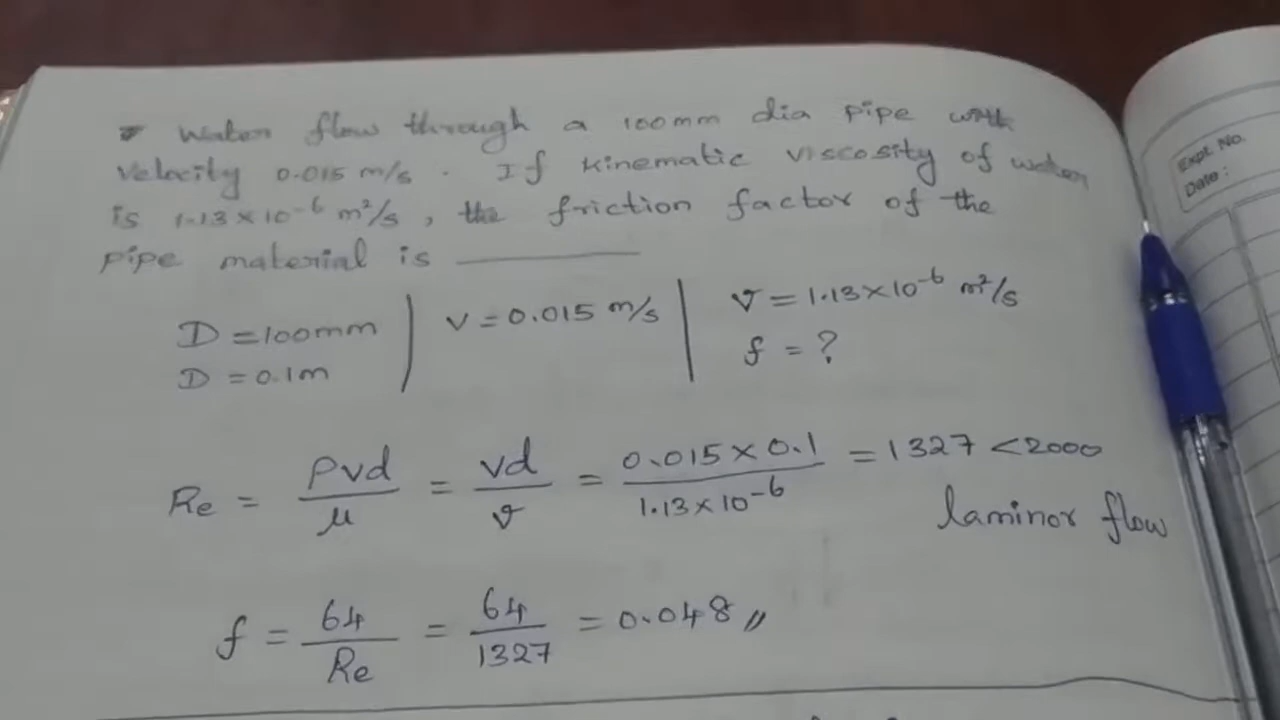 Water flow through a 100mm dia pipe with
velocity 0.015 m/s. If kinematic viscosity of water
is 1.13×10⁻⁶ m²/s, the friction factor of the
pipe material is ________
D = 100mm | V = 0.015 m/s | ν = 1.13×10⁻⁶ m²/s
D = 0.1m f = ?
Re = ρvd/μ = vd/ν = 0.015×0.1/1.13×10⁻⁶ = 1327 <2000
laminor flow
f = 64/Re = 64/1327 = 0.048 〃
Expt. No.
Date :